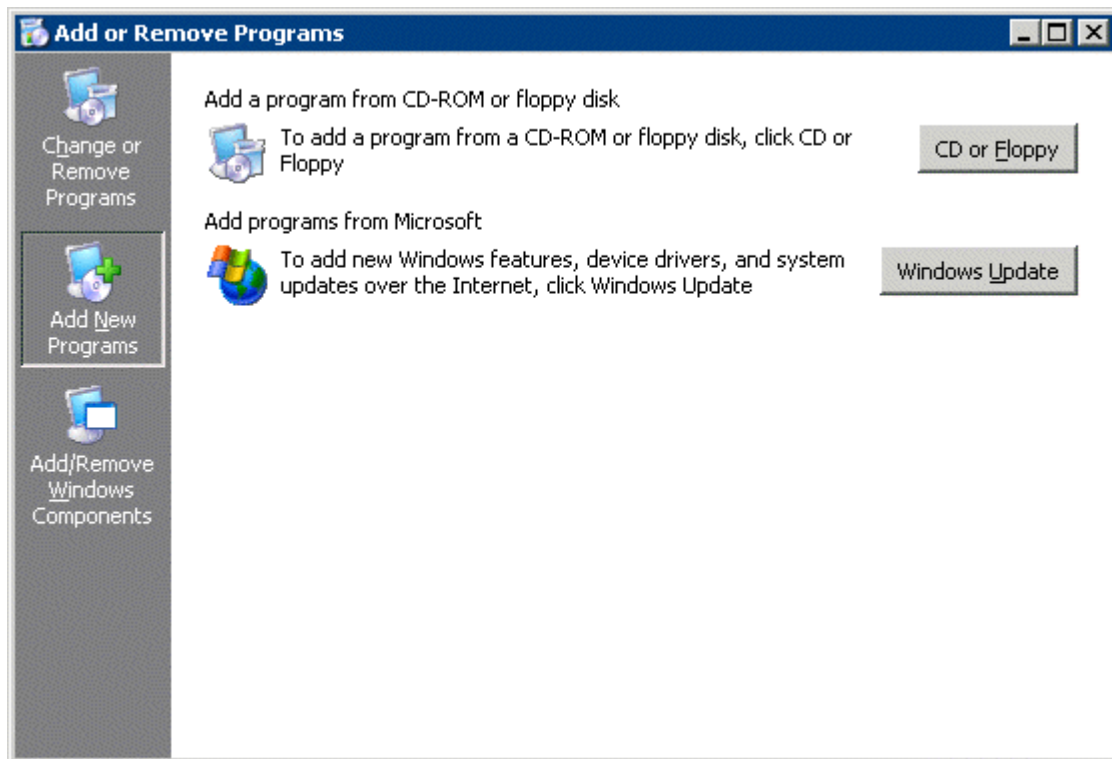 Add or Remove Programs
Change or
Remove
Programs
Add New
Programs
Add/Remove
Windows
Components
Add a program from CD-ROM or floppy disk
To add a program from a CD-ROM or floppy disk, click CD or
Floppy
CD or Floppy
Add programs from Microsoft
To add new Windows features, device drivers, and system
updates over the Internet, click Windows Update
Windows Update